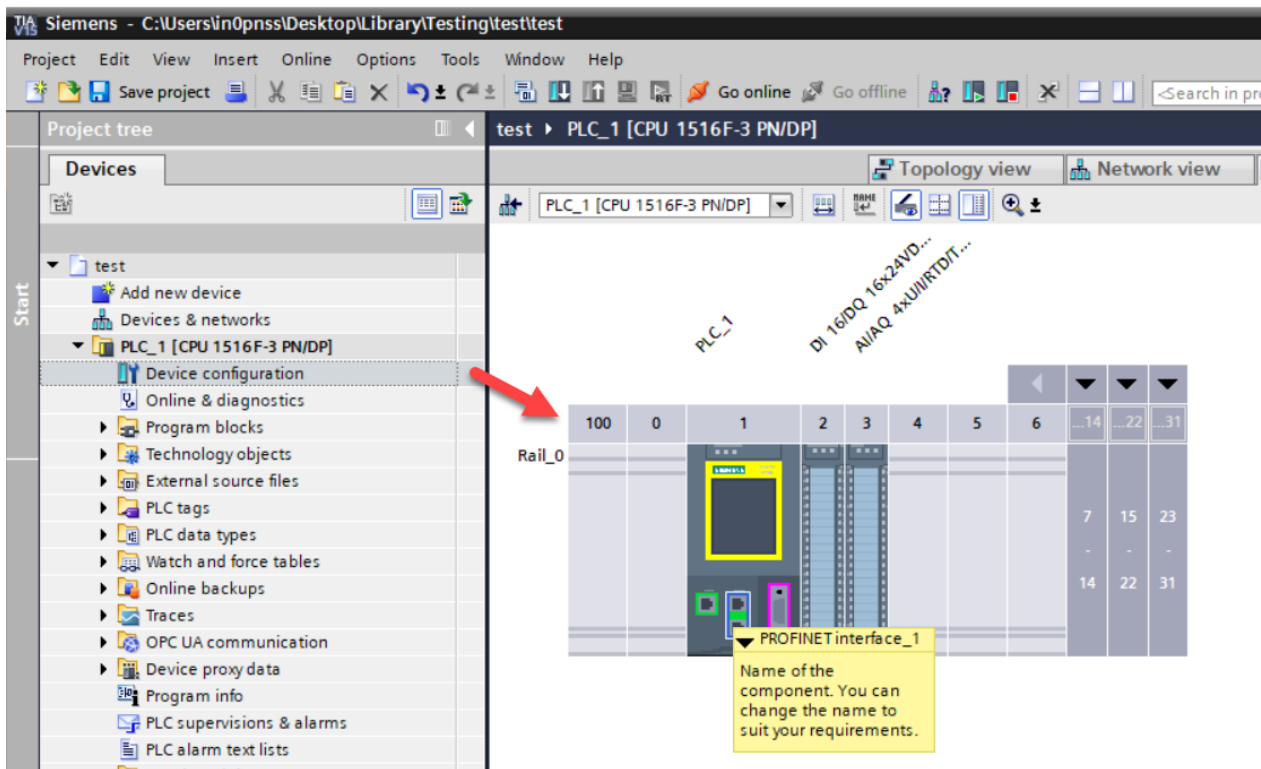 TIA V15 Siemens - C:\Users\in0pnss\Desktop\Library\Testing\test\test
Project Edit View Insert Online Options Tools Window Help
Save project Go online Go offline <Search in pro
Project tree
test PLC_1 [CPU 1516F-3 PN/DP]
Devices
Topology view Network view
PLC_1 [CPU 1516F-3 PN/DP]
Start
test
Add new device
Devices & networks
PLC_1 [CPU 1516F-3 PN/DP]
Device configuration
Online & diagnostics
Program blocks
Technology objects
External source files
PLC tags
PLC data types
Watch and force tables
Online backups
Traces
OPC UA communication
Device proxy data
Program info
PLC supervisions & alarms
PLC alarm text lists
PLC_1
DI 16/DQ 16x24VD...
AI/AQ 4xU/I/RTD/T...
100 0 1 2 3 4 5 6 ...14 ...22 ...31
Rail_0
SIEMENS
7 15 23
- - -
14 22 31
PROFINET interface_1
Name of the
component. You can
change the name to
suit your requirements.